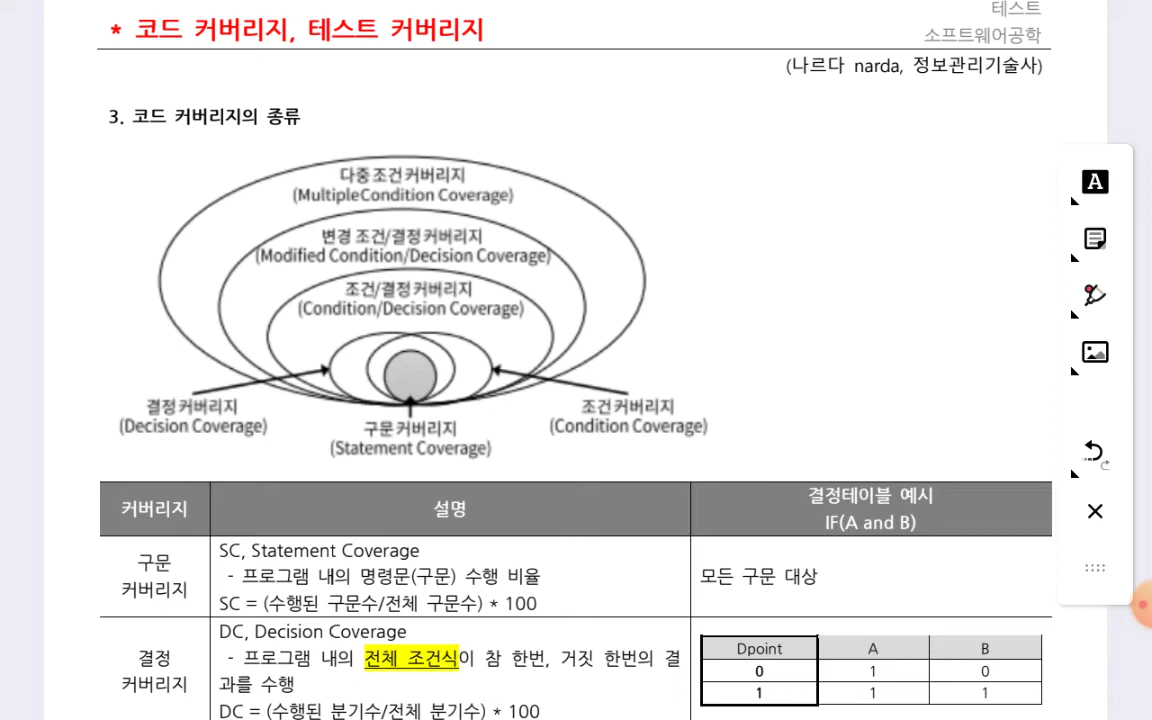 테스트
* 코드 커버리지, 테스트 커버리지
소프트웨어공학
(나르다 narda, 정보관리기술사)
3. 코드 커버리지의 종류
다중 조건 커버리지
(MultipleCondition Coverage)
변경 조건/결정 커버리지
(Modified Condition/Decision Coverage)
조건/결정 커버리지
(Condition/Decision Coverage)
결정 커버리지
(Decision Coverage)
구문 커버리지
(Statement Coverage)
조건 커버리지
(Condition Coverage)
커버리지
설명
결정테이블 예시
IF(A and B)
구문
커버리지
SC, Statement Coverage
- 프로그램 내의 명령문(구문) 수행 비율
SC = (수행된 구문수/전체 구문수) * 100
모든 구문 대상
결정
커버리지
DC, Decision Coverage
- 프로그램 내의 전체 조건식이 참 한번, 거짓 한번의 결
과를 수행
DC = (수행된 분기수/전체 분기수) * 100
Dpoint A B
0 1 0
1 1 1
A